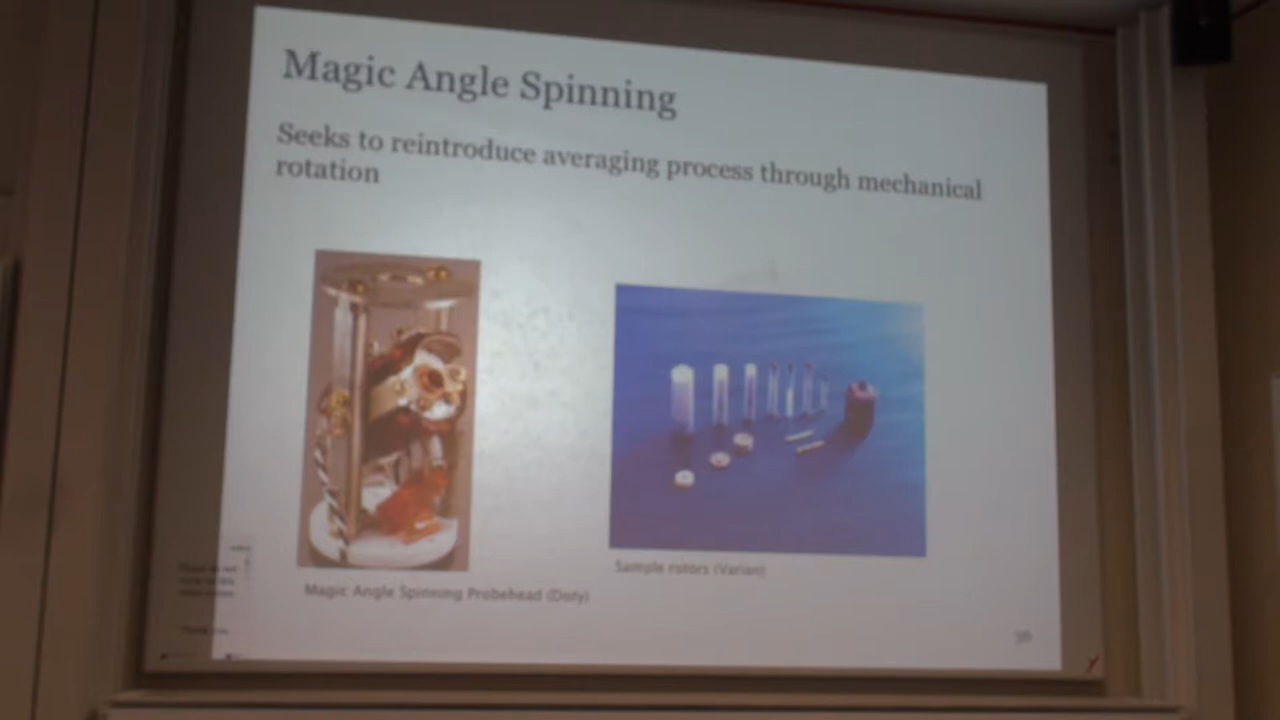 Magic Angle Spinning
Seeks to reintroduce averaging process through mechanical
rotation
Sample rotors (Varian)
Magic Angle Spinning Probehead (Doty)
36